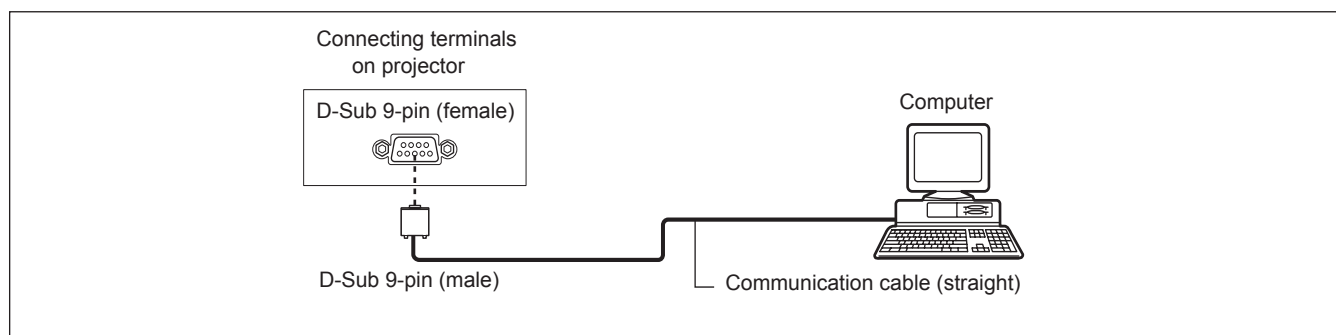 Connecting terminals
on projector
D-Sub 9-pin (female)
Computer
D-Sub 9-pin (male)
Communication cable (straight)